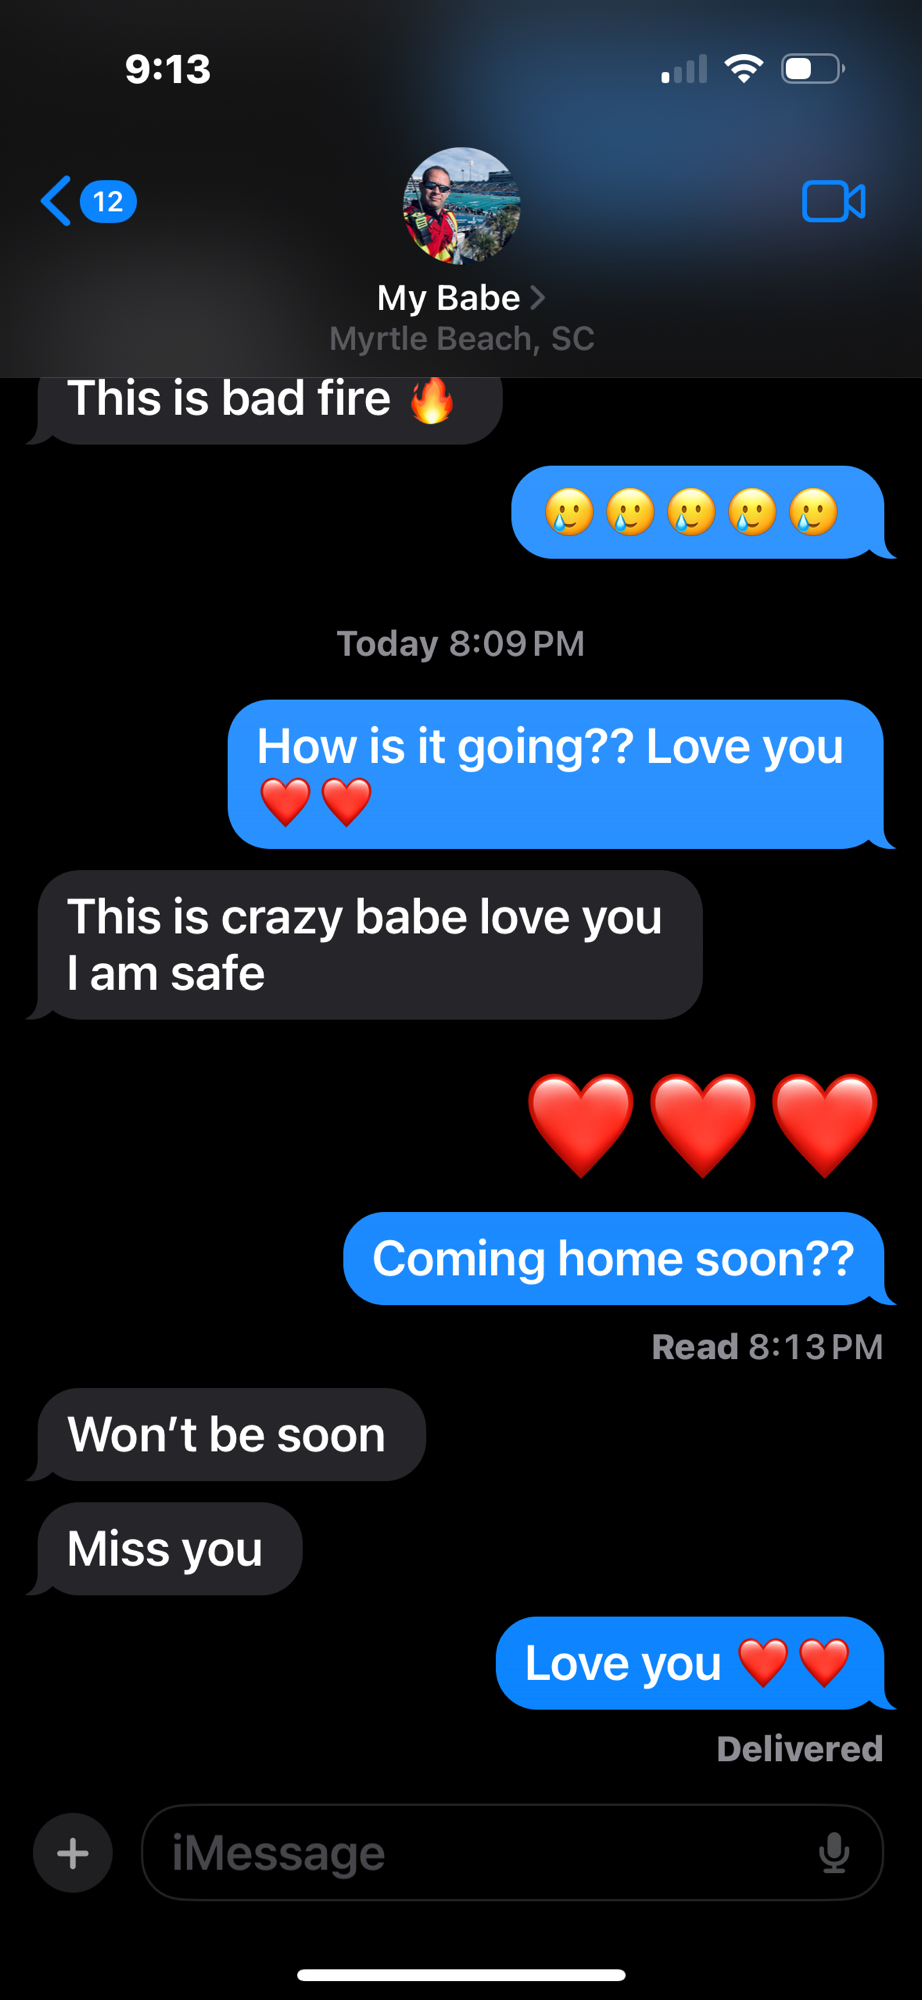 9:13
12
My Babe
Myrtle Beach, SC
This is bad fire 🔥
🥲🥲🥲🥲🥲
Today 8:09 PM
How is it going?? Love you
❤️❤️
This is crazy babe love you
I am safe
❤️❤️❤️
Coming home soon??
Read 8:13 PM
Won’t be soon
Miss you
Love you ❤️❤️
Delivered
iMessage